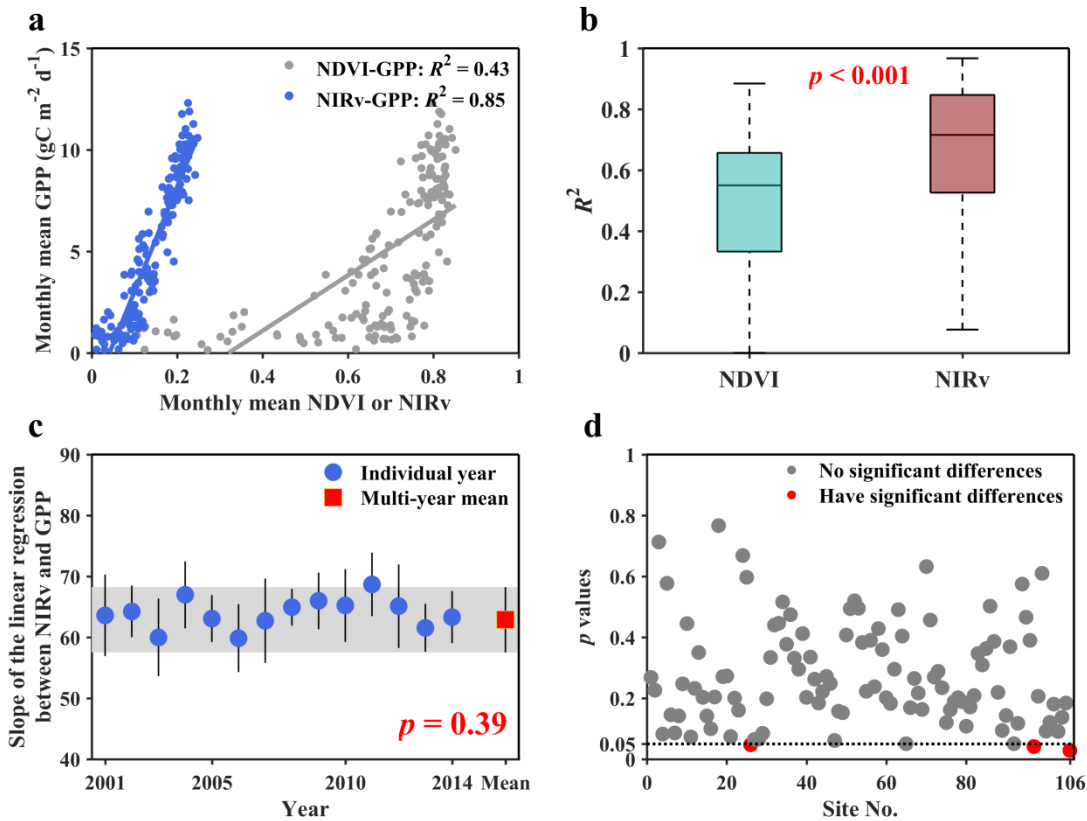 a
15
10
5
0
Monthly mean GPP (gC m⁻² d⁻¹)
NDVI-GPP: R² = 0.43
NIRv-GPP: R² = 0.85
0 0.2 0.4 0.6 0.8 1
Monthly mean NDVI or NIRv
b
1
0.8
0.6
0.4
0.2
0
R²
p < 0.001
NDVI NIRv
c
90
80
70
60
50
40
Slope of the linear regression
between NIRv and GPP
Individual year
Multi-year mean
p = 0.39
2001 2005 2010 2014 Mean
Year
d
1
0.8
0.6
0.4
0.2
0.05
0
p values
No significant differences
Have significant differences
0 20 40 60 80 106
Site No.